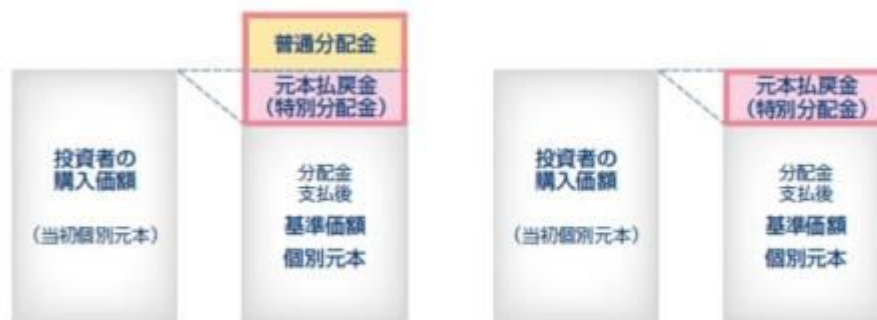 普通分配金
元本払戻金
（特別分配金）
投資者の
購入価額
（当初個別元本）
分配金
支払後
基準価額
個別元本
元本払戻金
（特別分配金）
投資者の
購入価額
（当初個別元本）
分配金
支払後
基準価額
個別元本